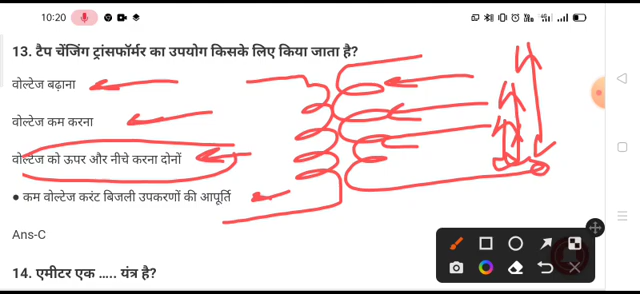 10:20
13. टैप चेंजिंग ट्रांसफॉर्मर का उपयोग किसके लिए किया जाता है?
वोल्टेज बढ़ाना
वोल्टेज कम करना
वोल्टेज को ऊपर और नीचे करना दोनों
● कम वोल्टेज करंट बिजली उपकरणों की आपूर्ति
Ans-C
14. एमीटर एक ..... यंत्र है?